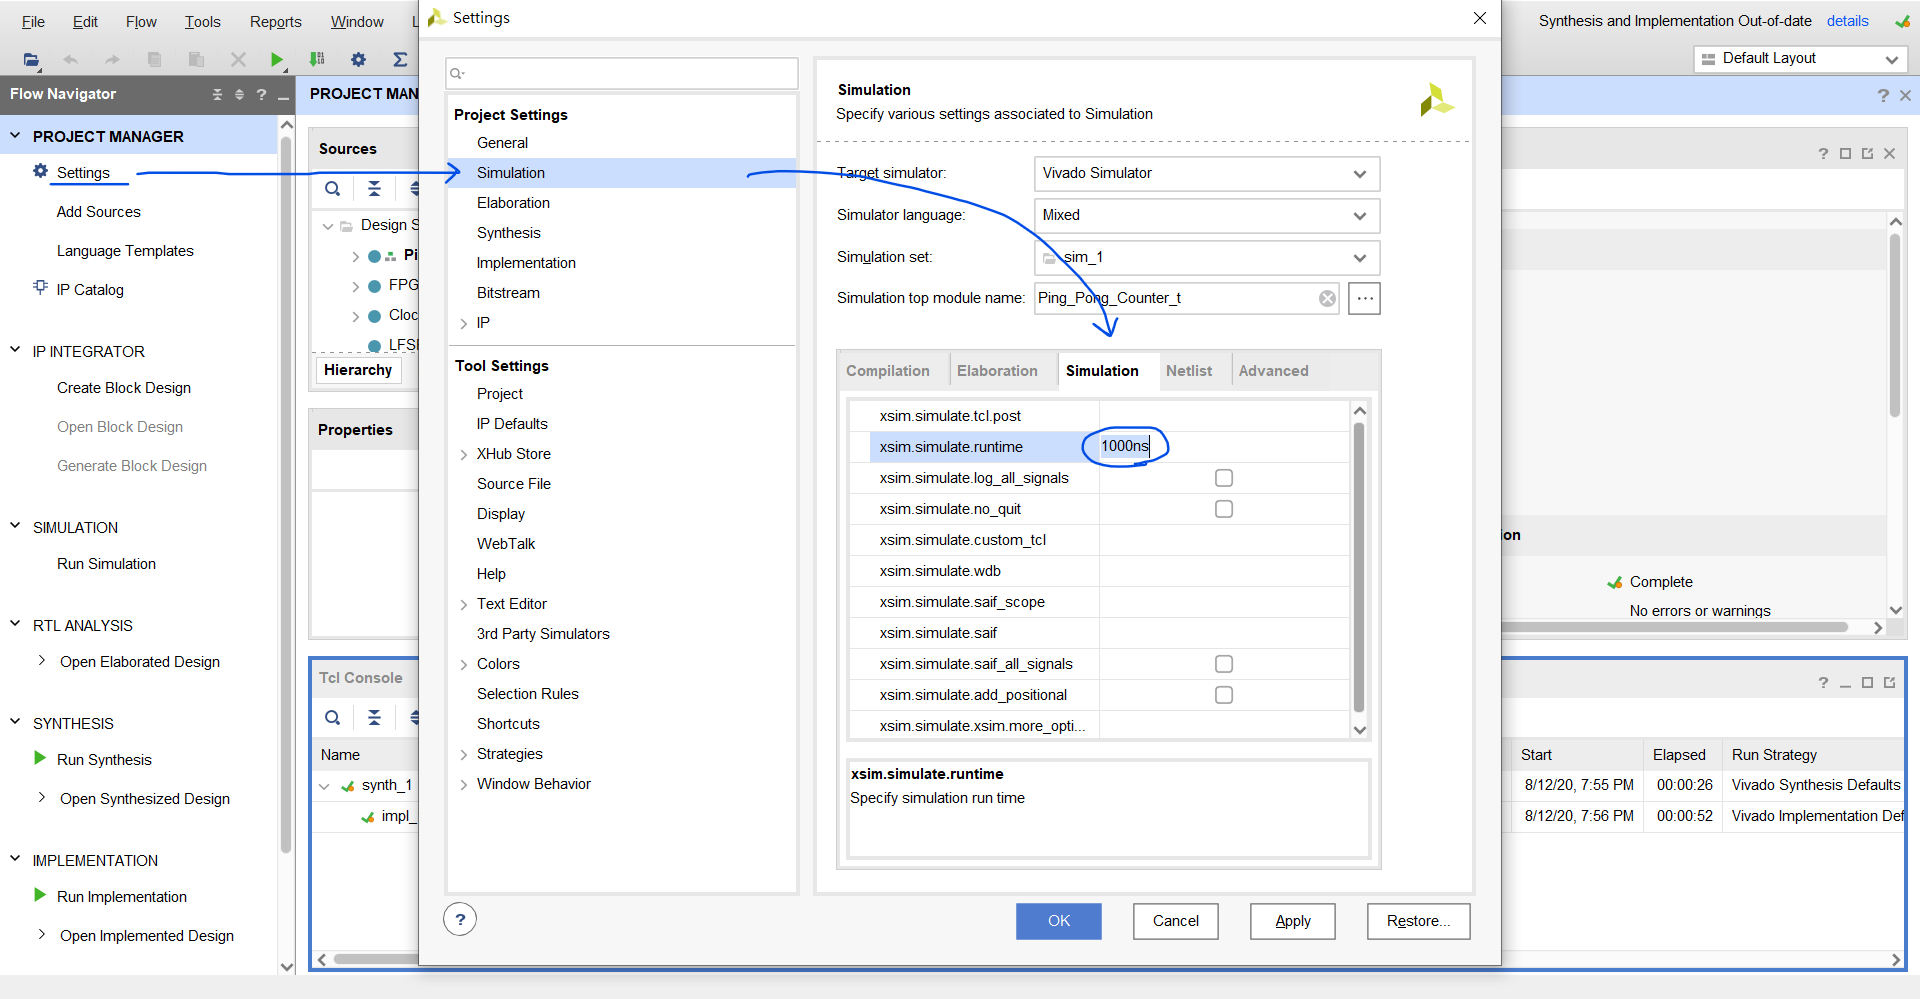 File Edit Flow Tools Reports Window
Settings
Synthesis and Implementation Out-of-date details
Default Layout
Flow Navigator
PROJECT MANAGER
Settings
Add Sources
Language Templates
IP Catalog
IP INTEGRATOR
Create Block Design
Open Block Design
Generate Block Design
SIMULATION
Run Simulation
RTL ANALYSIS
Open Elaborated Design
SYNTHESIS
Run Synthesis
Open Synthesized Design
IMPLEMENTATION
Run Implementation
Open Implemented Design
PROJECT MAN
Sources
Design S
Pi
FPG
Cloc
LFSI
Hierarchy
Properties
Tcl Console
Name
synth_1
impl_
Project Settings
General
Simulation
Elaboration
Synthesis
Implementation
Bitstream
IP
Tool Settings
Project
IP Defaults
XHub Store
Source File
Display
WebTalk
Help
Text Editor
3rd Party Simulators
Colors
Selection Rules
Shortcuts
Strategies
Window Behavior
Simulation
Specify various settings associated to Simulation
Target simulator: Vivado Simulator
Simulator language: Mixed
Simulation set: sim_1
Simulation top module name: Ping_Pong_Counter_t
Compilation Elaboration Simulation Netlist Advanced
xsim.simulate.tcl.post
xsim.simulate.runtime 1000ns
xsim.simulate.log_all_signals
xsim.simulate.no_quit
xsim.simulate.custom_tcl
xsim.simulate.wdb
xsim.simulate.saif_scope
xsim.simulate.saif
xsim.simulate.saif_all_signals
xsim.simulate.add_positional
xsim.simulate.xsim.more_opti...
xsim.simulate.runtime
Specify simulation run time
OK Cancel Apply Restore...
ion
Complete
No errors or warnings
Start Elapsed Run Strategy
8/12/20, 7:55 PM 00:00:26 Vivado Synthesis Defaults
8/12/20, 7:56 PM 00:00:52 Vivado Implementation Def